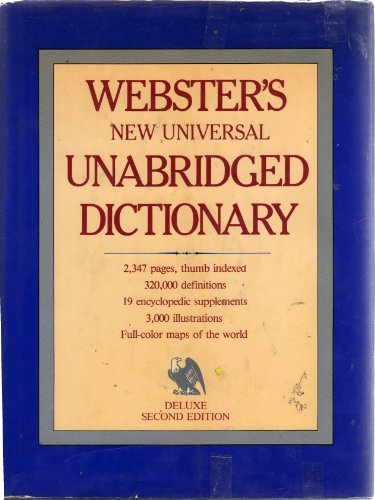 WEBSTER'S
NEW UNIVERSAL
UNABRIDGED
DICTIONARY
2,347 pages, thumb indexed
320,000 definitions
19 encyclopedic supplements
3,000 illustrations
Full-color maps of the world
DELUXE
SECOND EDITION